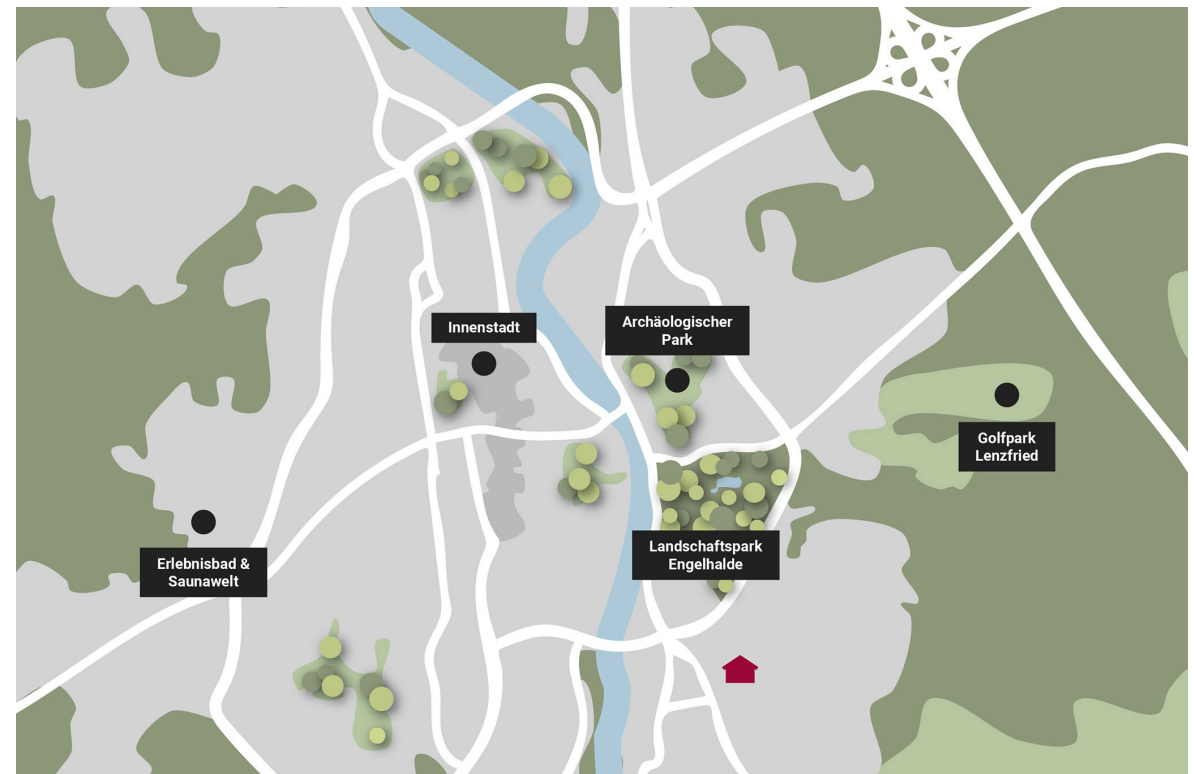 Archäologischer
Park
Innenstadt
Golfpark
Lenzfried
Landschaftspark
Engelhalde
Erlebnisbad &
Saunawelt